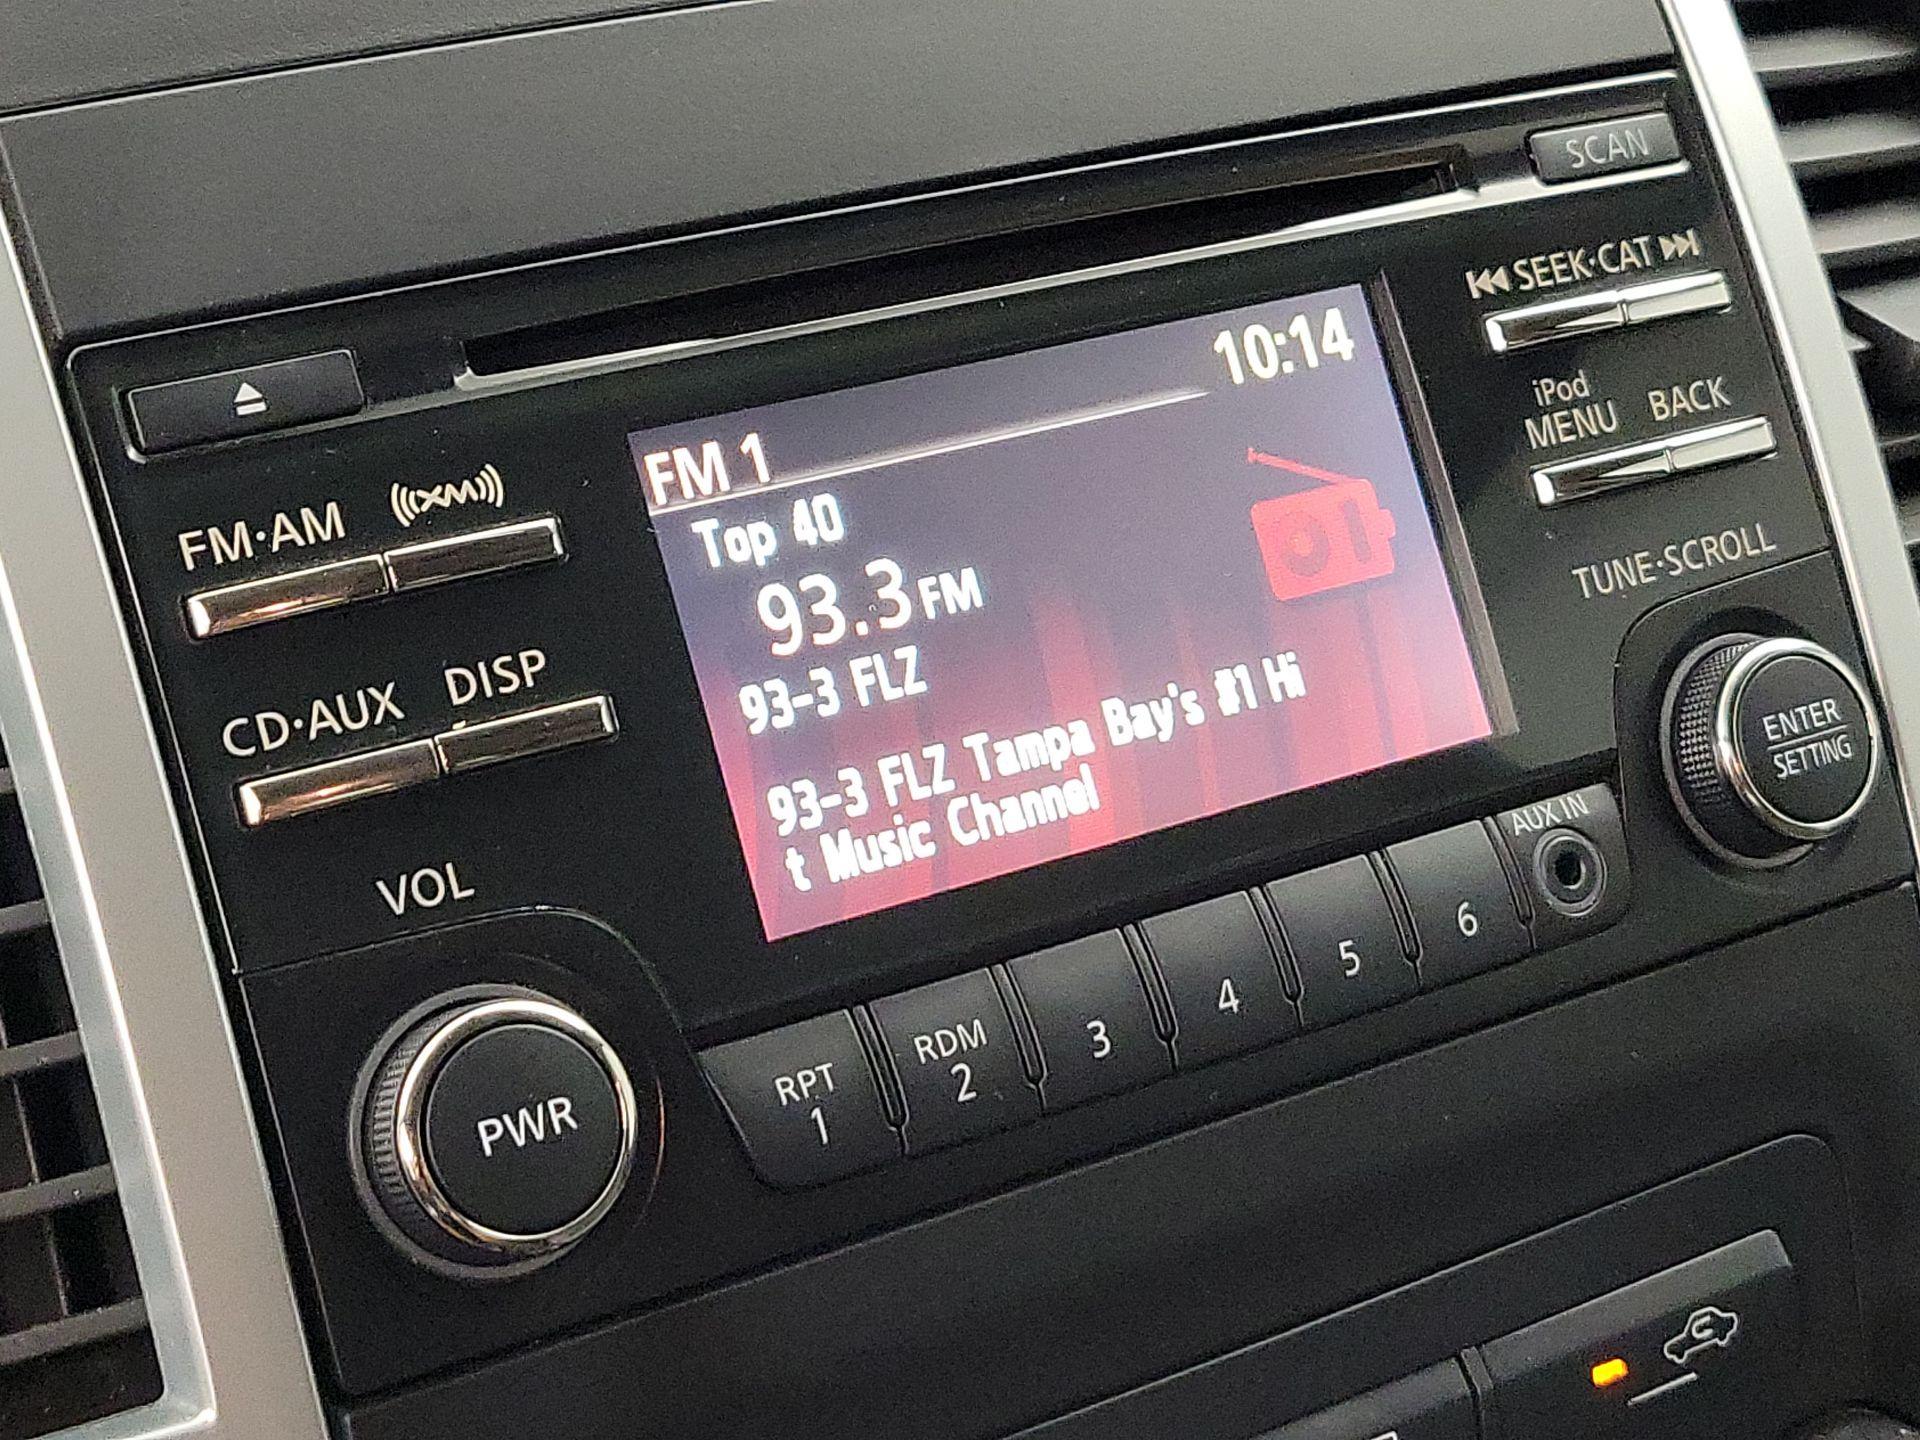 SCAN
SEEK·CAT
10:14
iPod
MENU BACK
FM 1
Top 40
93.3 FM
93-3 FLZ
93-3 FLZ Tampa Bay's #1 Hi
t Music Channel
FM·AM ((XM))
CD·AUX DISP
TUNE·SCROLL
ENTER
SETTING
VOL
PWR
AUX IN
RPT
1
RDM
2
3
4
5
6